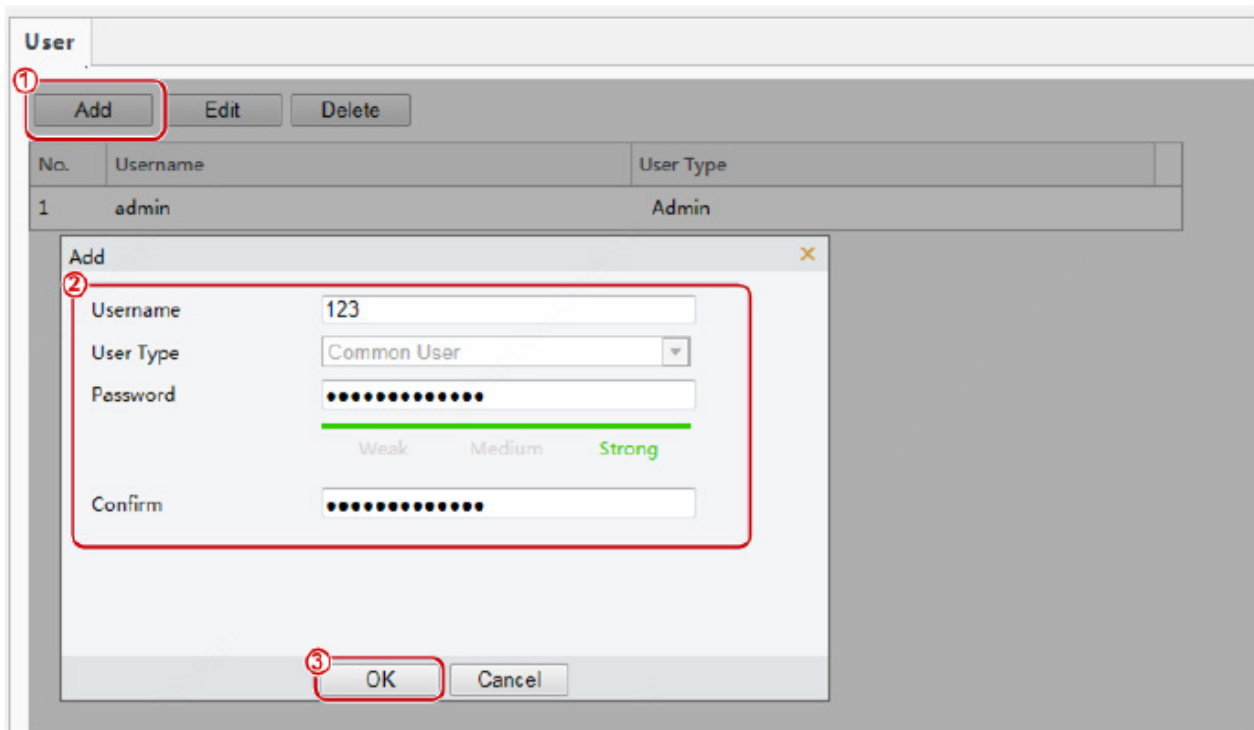 User
①
Add Edit Delete
No. Username User Type
1 admin Admin
Add ×
②
Username 123
User Type Common User
Password •••••••••••••
Weak Medium Strong
Confirm •••••••••••••
③
OK Cancel